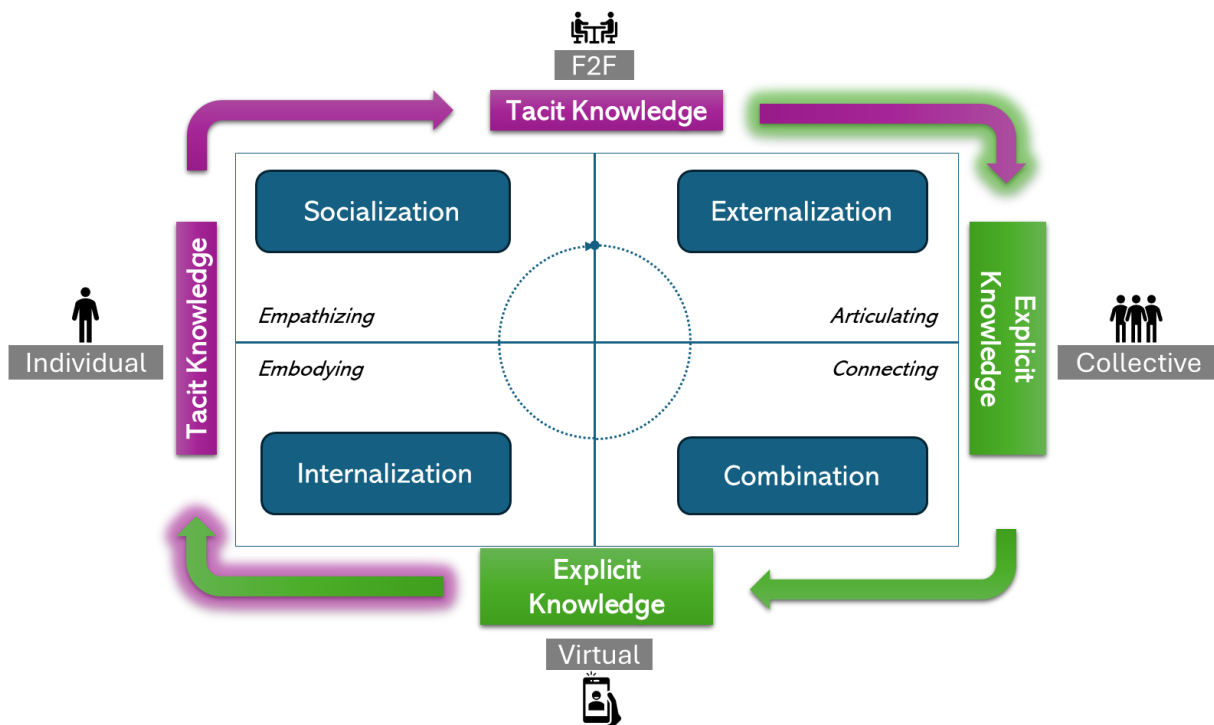 F2F
Tacit Knowledge
Socialization
Externalization
Tacit Knowledge
Explicit
Knowledge
Individual
Collective
Empathizing
Articulating
Embodying
Connecting
Internalization
Combination
Explicit
Knowledge
Virtual